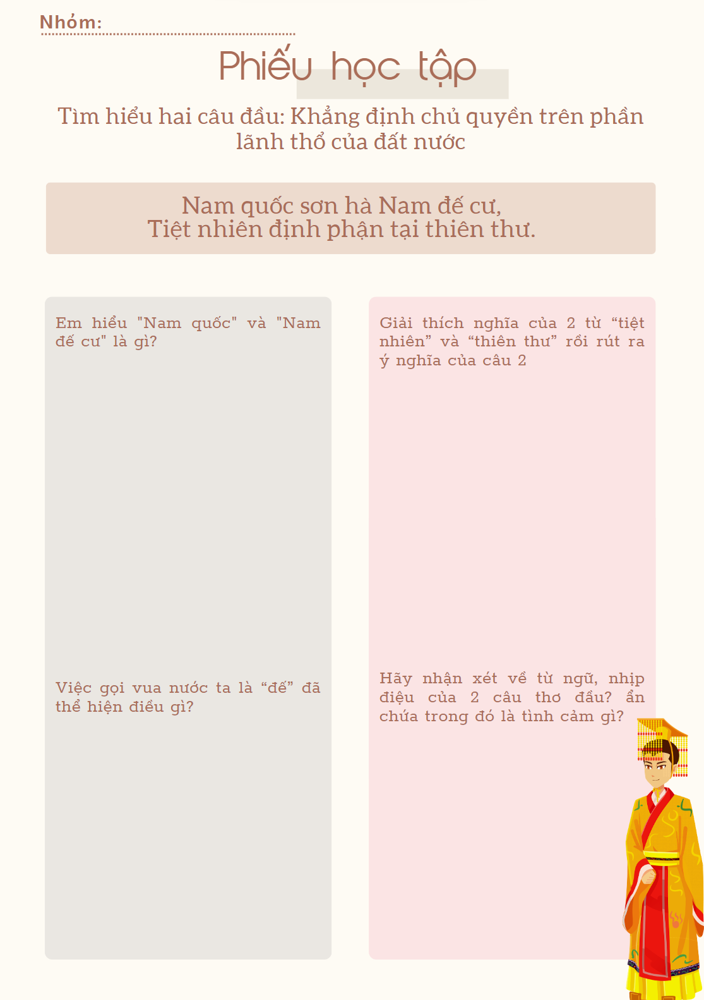 Nhóm:
Phiếu học tập
Tìm hiểu hai câu đầu: Khẳng định chủ quyền trên phần
lãnh thổ của đất nước
Nam quốc sơn hà Nam đế cư,
Tiệt nhiên định phận tại thiên thư.
Em hiểu "Nam quốc" và "Nam
đế cư" là gì?
Việc gọi vua nước ta là “đế” đã
thể hiện điều gì?
Giải thích nghĩa của 2 từ “tiệt
nhiên” và “thiên thư” rồi rút ra
ý nghĩa của câu 2
Hãy nhận xét về từ ngữ, nhịp
điệu của 2 câu thơ đầu? ẩn
chứa trong đó là tình cảm gì?